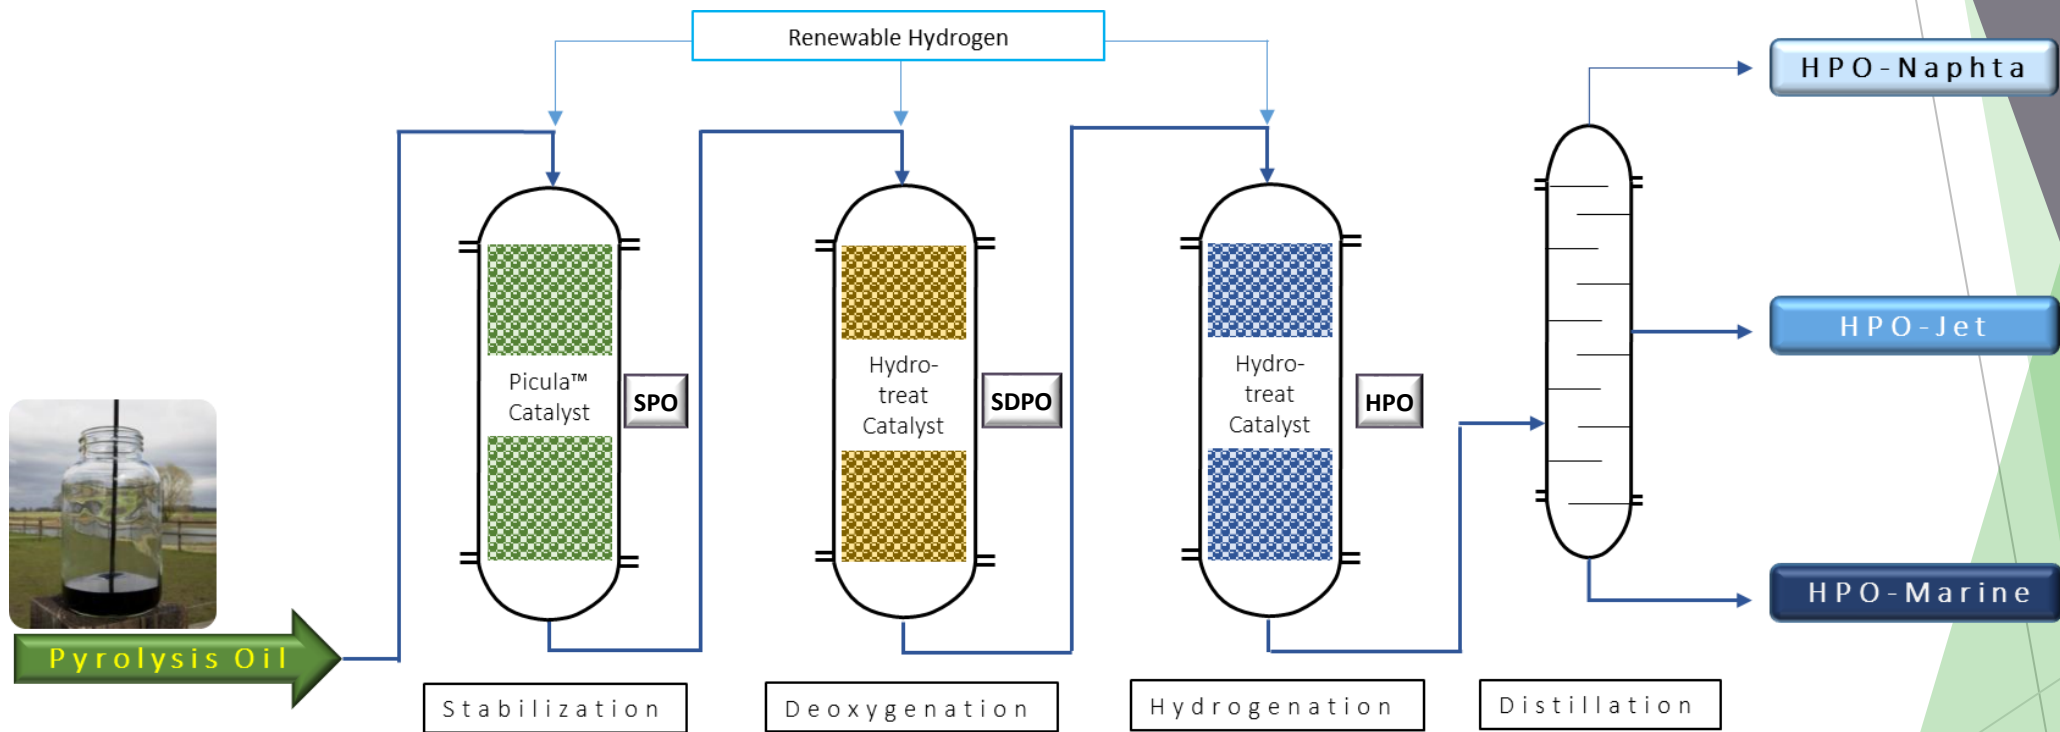 Renewable Hydrogen
HPO-Naphta
HPO-Jet
HPO-Marine
Picula™
Catalyst
SPO
Hydro-
treat
Catalyst
SDPO
Hydro-
treat
Catalyst
HPO
Pyrolysis Oil
Stabilization
Deoxygenation
Hydrogenation
Distillation